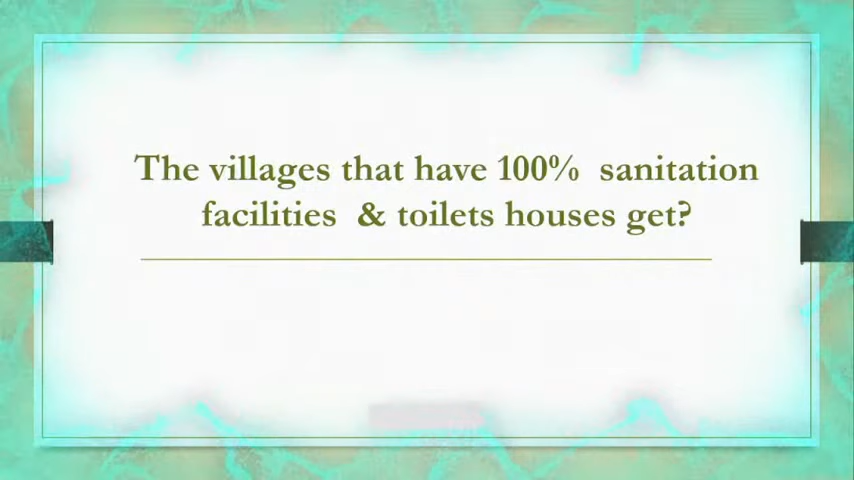 The villages that have 100% sanitation
facilities & toilets houses get?